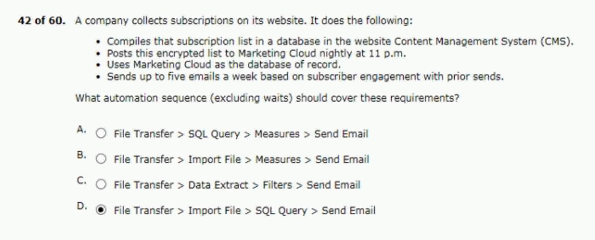 42 of 60. A company collects subscriptions on its website. It does the following:
• Compiles that subscription list in a database in the website Content Management System (CMS).
• Posts this encrypted list to Marketing Cloud nightly at 11 p.m.
• Uses Marketing Cloud as the database of record.
• Sends up to five emails a week based on subscriber engagement with prior sends.
What automation sequence (excluding waits) should cover these requirements?
A. File Transfer > SQL Query > Measures > Send Email
B. File Transfer > Import File > Measures > Send Email
C. File Transfer > Data Extract > Filters > Send Email
D. File Transfer > Import File > SQL Query > Send Email